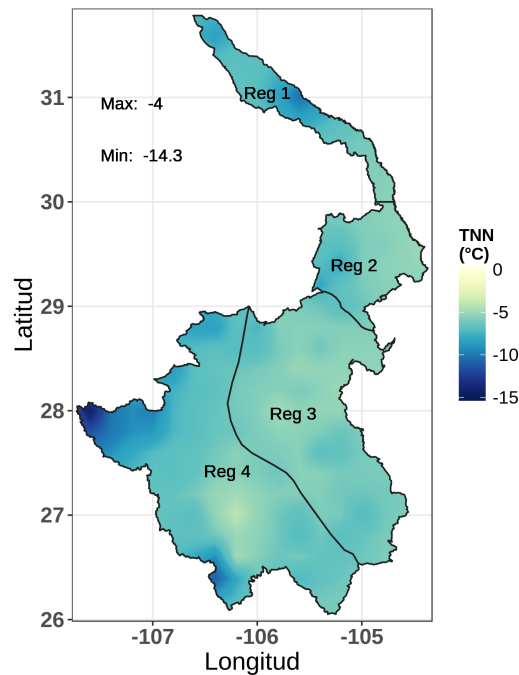 Reg 1
31
Max: -4
Min: -14.3
30
TNN
(°C)
Reg 2
0
29
-5
Latitud
-10
28
Reg 3
-15
Reg 4
27
26
-107
-106
-105
Longitud